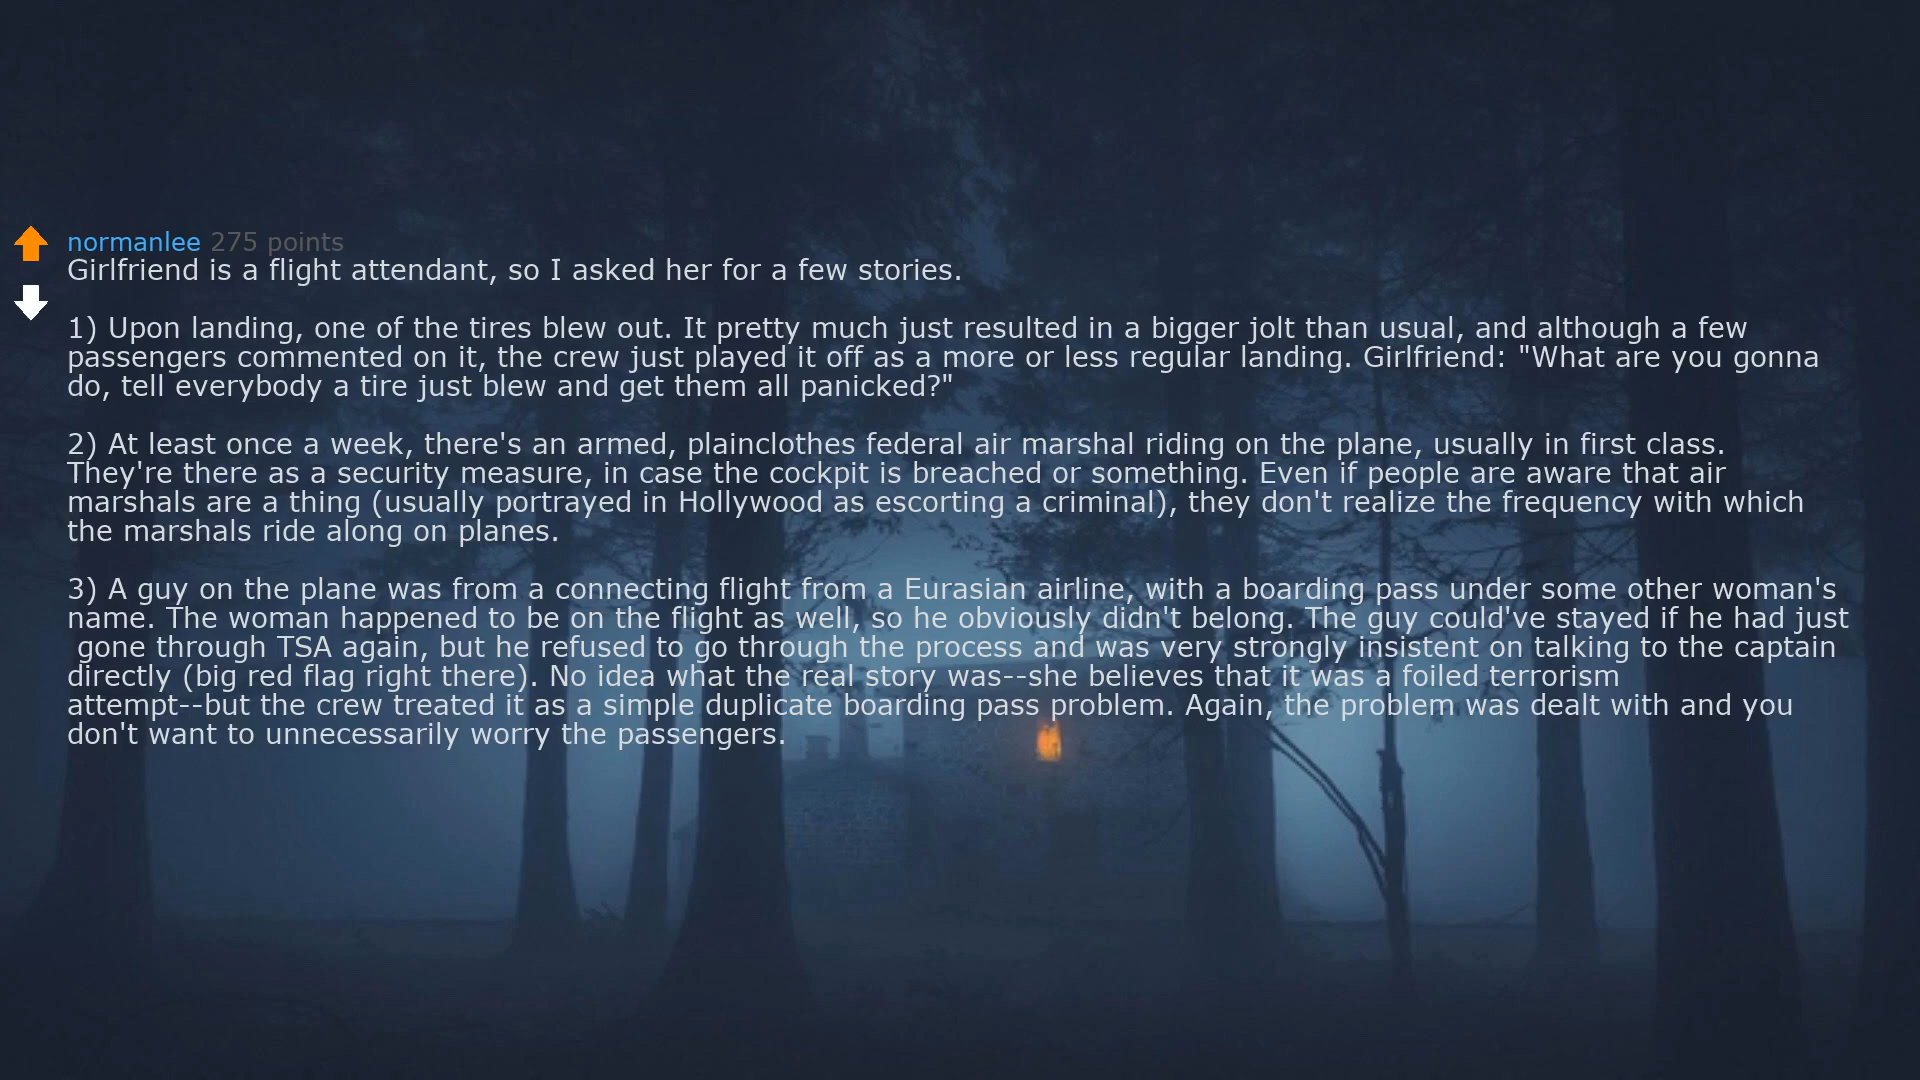 normanlee 275 points
Girlfriend is a flight attendant, so I asked her for a few stories.
1) Upon landing, one of the tires blew out. It pretty much just resulted in a bigger jolt than usual, and although a few
passengers commented on it, the crew just played it off as a more or less regular landing. Girlfriend: "What are you gonna
do, tell everybody a tire just blew and get them all panicked?"
2) At least once a week, there's an armed, plainclothes federal air marshal riding on the plane, usually in first class.
They're there as a security measure, in case the cockpit is breached or something. Even if people are aware that air
marshals are a thing (usually portrayed in Hollywood as escorting a criminal), they don't realize the frequency with which
the marshals ride along on planes.
3) A guy on the plane was from a connecting flight from a Eurasian airline, with a boarding pass under some other woman's
name. The woman happened to be on the flight as well, so he obviously didn't belong. The guy could've stayed if he had just
gone through TSA again, but he refused to go through the process and was very strongly insistent on talking to the captain
directly (big red flag right there). No idea what the real story was--she believes that it was a foiled terrorism
attempt--but the crew treated it as a simple duplicate boarding pass problem. Again, the problem was dealt with and you
don't want to unnecessarily worry the passengers.